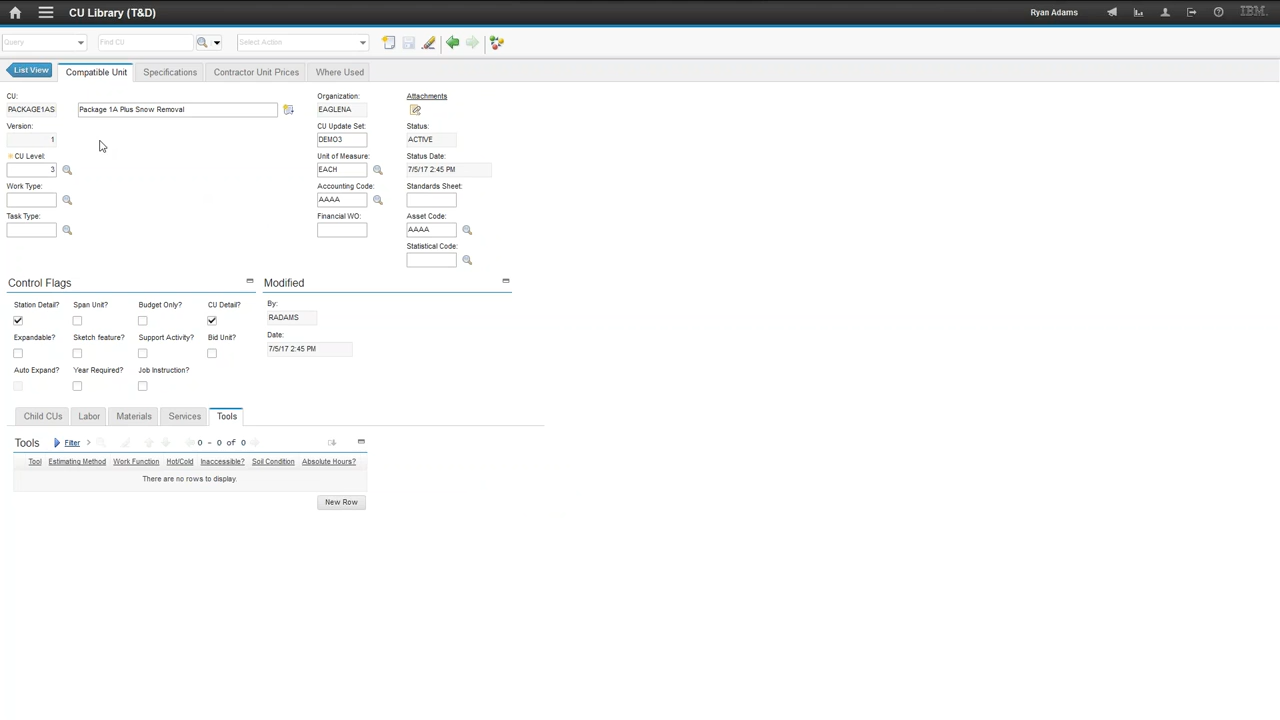 CU Library (T&D)
Ryan Adams
IBM.
Query
Find CU
Select Action
List View
Compatible Unit
Specifications
Contractor Unit Prices
Where Used
CU:
PACKAGE1AS
Package 1A Plus Snow Removal
Organization:
EAGLENA
Attachments
Version:
1
CU Update Set:
DEMO3
Status:
ACTIVE
CU Level:
3
Unit of Measure:
EACH
Status Date:
7/5/17 2:45 PM
Work Type:
Accounting Code:
AAAA
Standards Sheet:
Task Type:
Financial WO:
Asset Code:
AAAA
Statistical Code:
Control Flags
Modified
Station Detail?
Span Unit?
Budget Only?
CU Detail?
By:
RADAMS
Expandable?
Sketch feature?
Support Activity?
Bid Unit?
Date:
7/5/17 2:45 PM
Auto Expand?
Year Required?
Job Instruction?
Child CUs
Labor
Materials
Services
Tools
Tools
Filter
0 - 0 of 0
Tool
Estimating Method
Work Function
Hot/Cold
Inaccessible?
Soil Condition
Absolute Hours?
There are no rows to display.
New Row